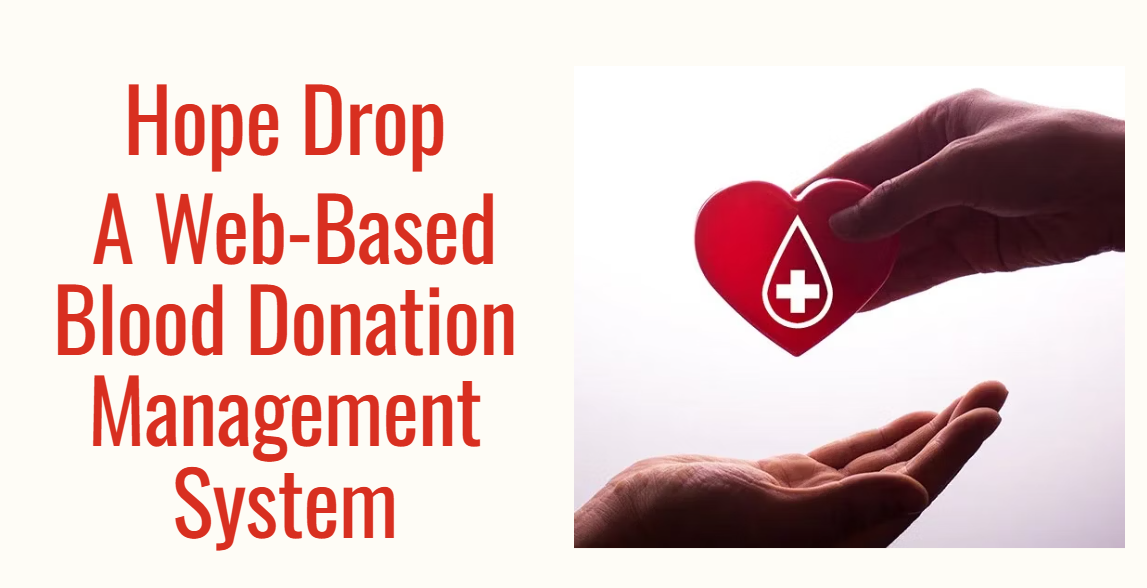 Hope Drop
A Web-Based
Blood Donation
Management
System